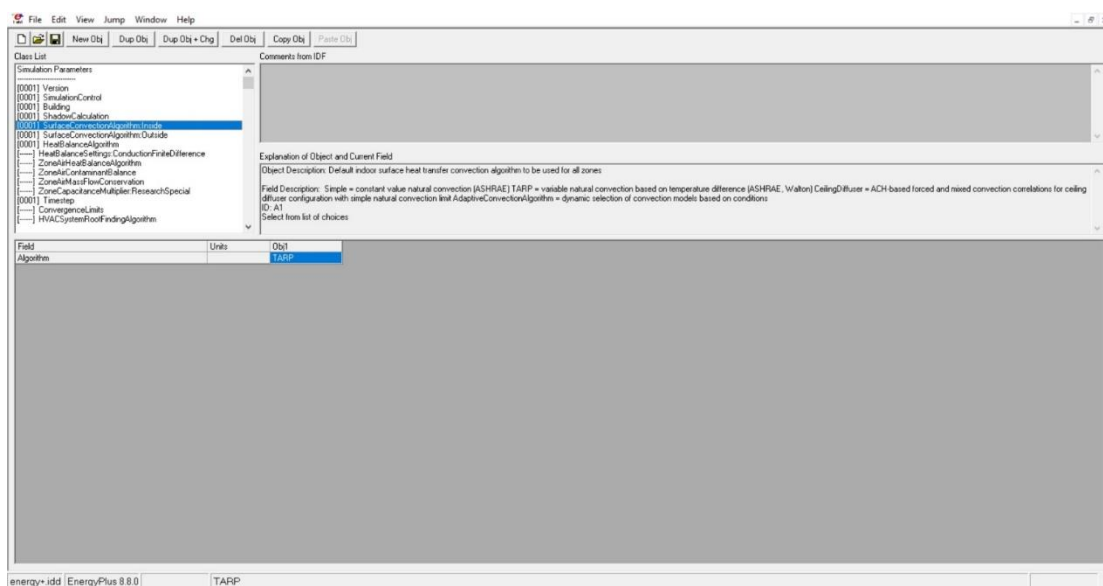 File Edit View Jump Window Help
New Obj Dup Obj Dup Obj + Chg Del Obj Copy Obj Paste Obj
Class List
Comments from IDF
Simulation Parameters
-------------------------
[0001] Version
[0001] SimulationControl
[0001] Building
[0001] ShadowCalculation
[0001] SurfaceConvectionAlgorithm:Inside
[0001] SurfaceConvectionAlgorithm:Outside
[0001] HeatBalanceAlgorithm
[-----] HeatBalanceSettings:ConductionFiniteDifference
[-----] ZoneAirHeatBalanceAlgorithm
[-----] ZoneAirContaminantBalance
[-----] ZoneAirMassFlowConservation
[-----] ZoneCapacitanceMultiplier:ResearchSpecial
[0001] Timestep
[-----] ConvergenceLimits
[-----] HVACSystemRootFindingAlgorithm
Explanation of Object and Current Field
Object Description: Default indoor surface heat transfer convection algorithm to be used for all zones
Field Description: Simple = constant value natural convection (ASHRAE) TARP = variable natural convection based on temperature difference (ASHRAE, Walton) CeilingDiffuser = ACH-based forced and mixed convection correlations for ceiling
diffuser configuration with simple natural convection limit AdaptiveConvectionAlgorithm = dynamic selection of convection models based on conditions
ID: A1
Select from list of choices
Field Units Obj1
Algorithm TARP
energy+.idd EnergyPlus 8.8.0 TARP